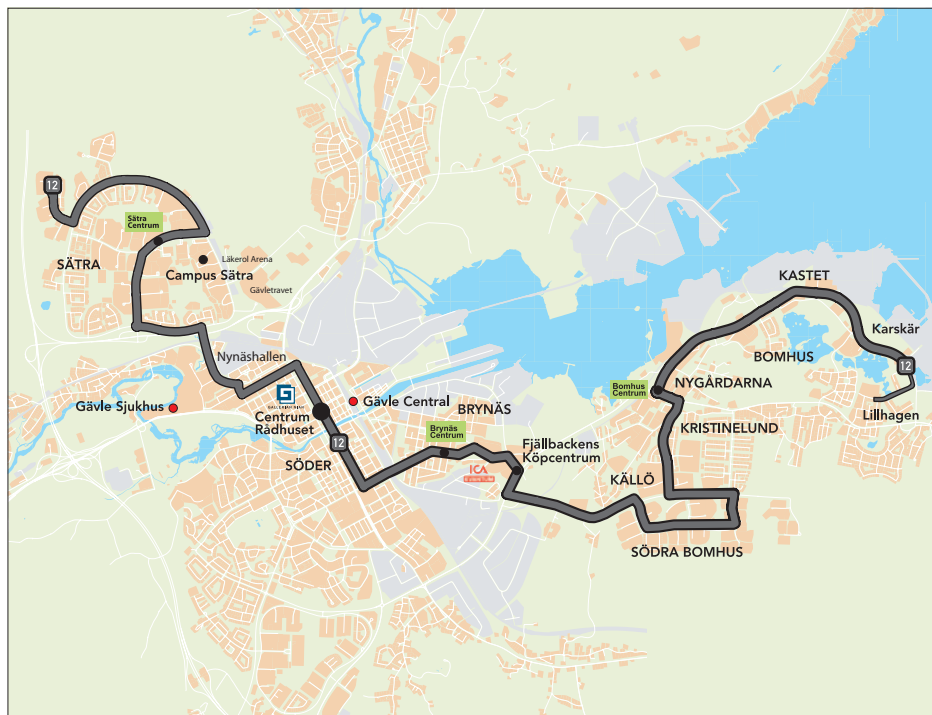 12
Sätra
Centrum
SÄTRA
Campus Sätra
Läkerol Arena
Gävletravet
KASTET
Karskär
BOMHUS
12
Nynäshallen
Bomhus
Centrum
NYGÅRDARNA
Lillhagen
Gävle Sjukhus
Centrum
Rådhuset
Gävle Central
BRYNÄS
KRISTINELUND
Brynäs
Centrum
12
SÖDER
Fjällbackens
Köpcentrum
ICA
KÄLLÖ
SÖDRA BOMHUS